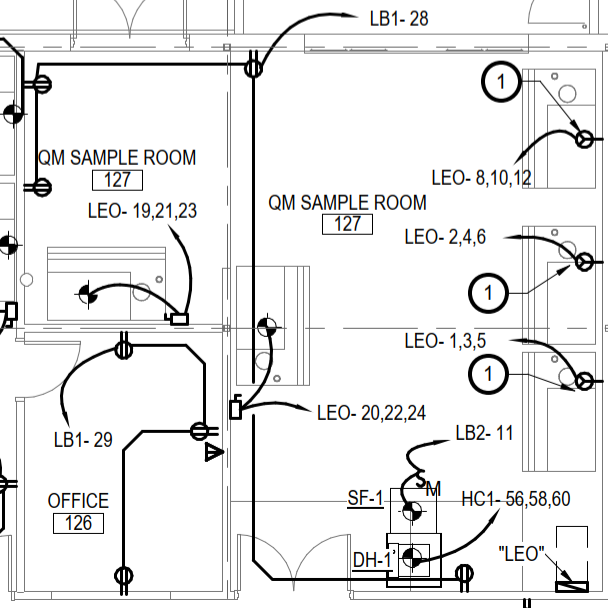 LB1- 28
1
QM SAMPLE ROOM
127
LEO- 8,10,12
LEO- 19,21,23
QM SAMPLE ROOM
127
LEO- 2,4,6
1
LEO- 1,3,5
1
LEO- 20,22,24
LB1- 29
LB2- 11
SM
SF-1
HC1- 56,58,60
OFFICE
126
DH-1
"LEO"